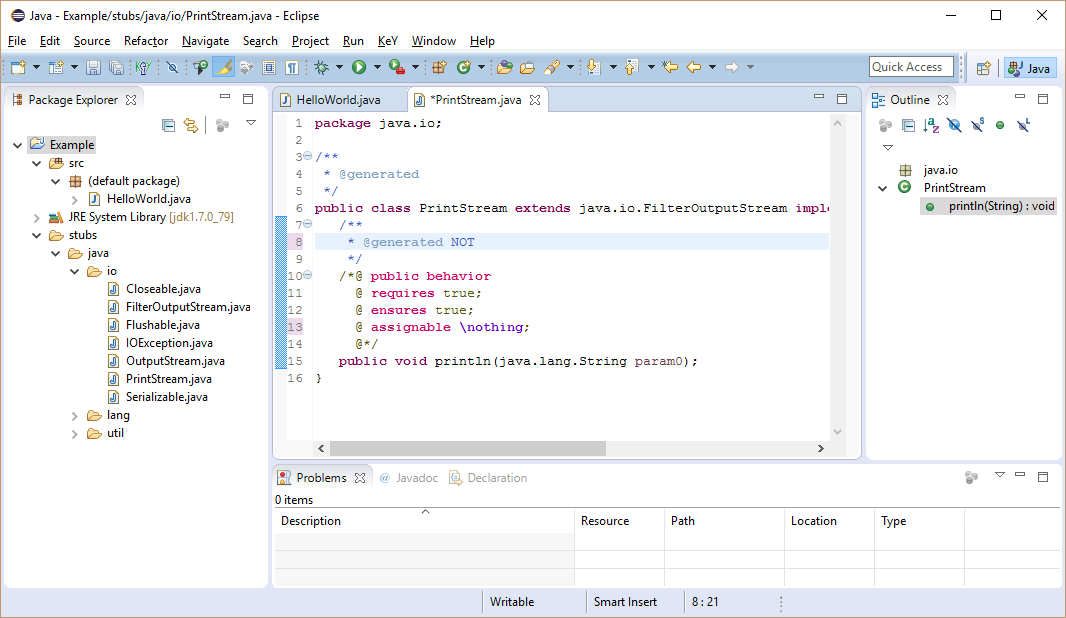 Java - Example/stubs/java/io/PrintStream.java - Eclipse
File Edit Source Refactor Navigate Search Project Run KeY Window Help
Quick Access
Java
Package Explorer
Example
src
(default package)
HelloWorld.java
JRE System Library [jdk1.7.0_79]
stubs
java
io
Closeable.java
FilterOutputStream.java
Flushable.java
IOException.java
OutputStream.java
PrintStream.java
Serializable.java
lang
util
HelloWorld.java *PrintStream.java
1 package java.io;
2
3 /**
4 * @generated
5 */
6 public class PrintStream extends java.io.FilterOutputStream imple
7 /**
8 * @generated NOT
9 */
10 /*@ public behavior
11 @ requires true;
12 @ ensures true;
13 @ assignable \nothing;
14 @*/
15 public void println(java.lang.String param0);
16 }
Outline
java.io
PrintStream
println(String) : void
Problems @ Javadoc Declaration
0 items
Description Resource Path Location Type
Writable Smart Insert 8 : 21